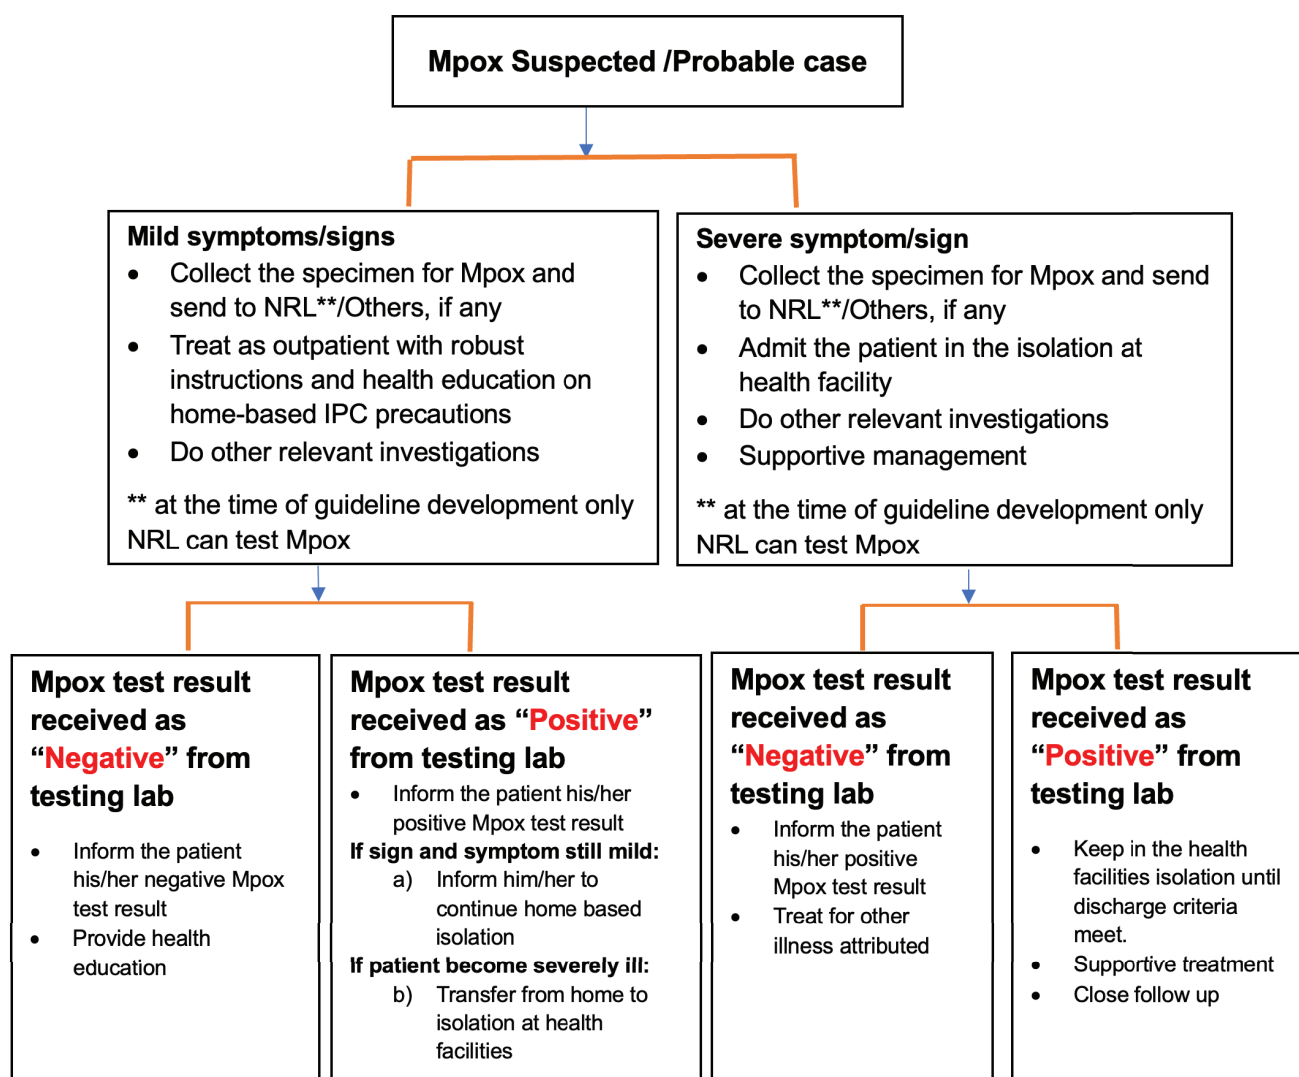 Mpox Suspected /Probable case
Mild symptoms/signs
• Collect the specimen for Mpox and
send to NRL**/Others, if any
• Treat as outpatient with robust
instructions and health education on
home-based IPC precautions
• Do other relevant investigations
** at the time of guideline development only
NRL can test Mpox
Severe symptom/sign
• Collect the specimen for Mpox and send
to NRL**/Others, if any
• Admit the patient in the isolation at
health facility
• Do other relevant investigations
• Supportive management
** at the time of guideline development only
NRL can test Mpox
Mpox test result
received as
“Negative” from
testing lab
• Inform the patient
his/her negative Mpox
test result
• Provide health
education
Mpox test result
received as “Positive”
from testing lab
• Inform the patient his/her
positive Mpox test result
If sign and symptom still mild:
a) Inform him/her to
continue home based
isolation
If patient become severely ill:
b) Transfer from home to
isolation at health
facilities
Mpox test result
received as
“Negative” from
testing lab
• Inform the patient
his/her positive
Mpox test result
• Treat for other
illness attributed
Mpox test result
received as
“Positive” from
testing lab
• Keep in the health
facilities isolation until
discharge criteria
meet.
• Supportive treatment
• Close follow up